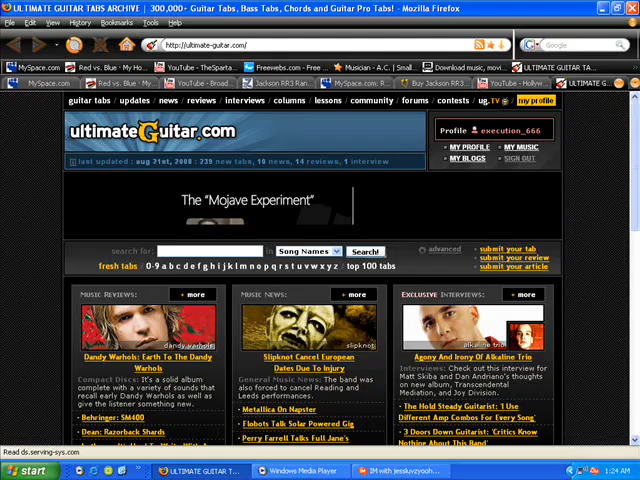 ULTIMATE GUITAR TABS ARCHIVE | 300,000+ Guitar Tabs, Bass Tabs, Chords and Guitar Pro Tabs! - Mozilla Firefox
File Edit View History Bookmarks Tools Help
http://ultimate-guitar.com/
Google
MySpace.com Red vs. Blue · My Ho... YouTube - TheSparta... Freewebs.com - Free ... Musician - A.C. | Small... Download music, movi... ULTIMATE GUITAR TA...
MySpace.com Red vs. Blue · My... YouTube - Broad... Jackson RR3 Ran... MySpace.com: R... Buy Jackson RR3... YouTube - Hollyw... ULTIMATE G...
guitar tabs / updates / news / reviews / interviews / columns / lessons / community / forums / contests / ug.TV my profile
ultimateGuitar.com
last updated : aug 21st, 2008 : 239 new tabs, 10 news, 14 reviews, 1 interview
Profile execution_666
MY PROFILE MY MUSIC
MY BLOGS SIGN OUT
The "Mojave Experiment"
search for: in Song Names Search! advanced
submit your tab
submit your review
submit your article
fresh tabs / 0-9 a b c d e f g h i j k l m n o p q r s t u v w x y z / top 100 tabs
Music Reviews: + more
dandy warhols
Dandy Warhols: Earth To The Dandy
Warhols
Compact Discs: It's a solid album
complete with a variety of sounds that
recall early Dandy Warhols as well as
give the listener something new.
Behringer: SM400
Dean: Razorback Shards
Music News: + more
slipknot
Slipknot Cancel European
Dates Due To Injury
General Music News: The band was
also forced to cancel Reading and
Leeds performances.
Metallica On Napster
Flobots Talk Solar Powered Gig
Perry Farrell Talks Full Jane's
Exclusive Interviews: + more
alkaline trio
Agony And Irony Of Alkaline Trio
Interviews: Check out this interview for
Matt Skiba and Dan Andriano's thoughts
on new album, Transcendental
Mediation, and Joy Division.
The Hold Steady Guitarist: 'I Use
Different Amp Combos For Every Song'
3 Doors Down Guitarist: 'Critics Know
Nothing About This Band'
Read ds.serving-sys.com
start ULTIMATE GUITAR T... Windows Media Player IM with jessluvzyooh... 1:24 AM